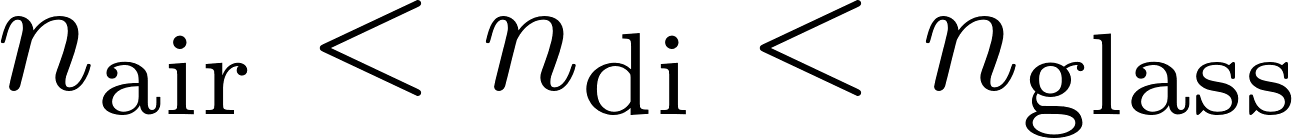 n_air < n_di < n_glass